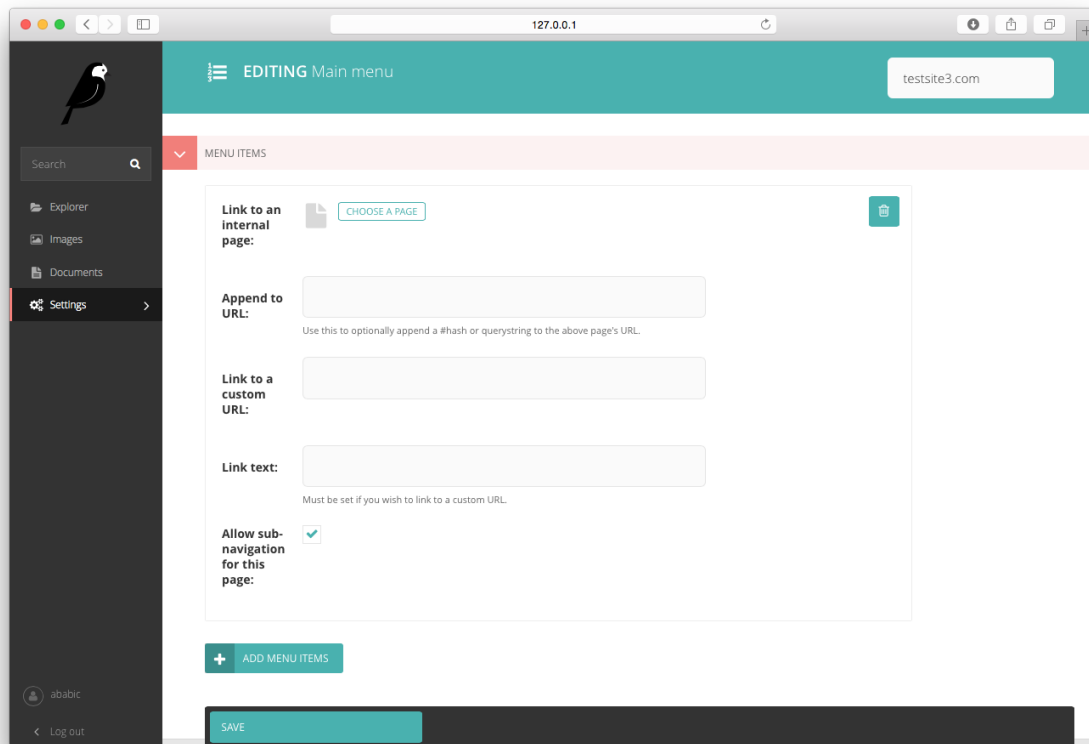 127.0.0.1
EDITING Main menu
testsite3.com
Search
Explorer
Images
Documents
Settings
ababic
Log out
MENU ITEMS
Link to an
internal
page:
CHOOSE A PAGE
Append to
URL:
Use this to optionally append a #hash or querystring to the above page's URL.
Link to a
custom
URL:
Link text:
Must be set if you wish to link to a custom URL.
Allow sub-
navigation
for this
page:
ADD MENU ITEMS
SAVE